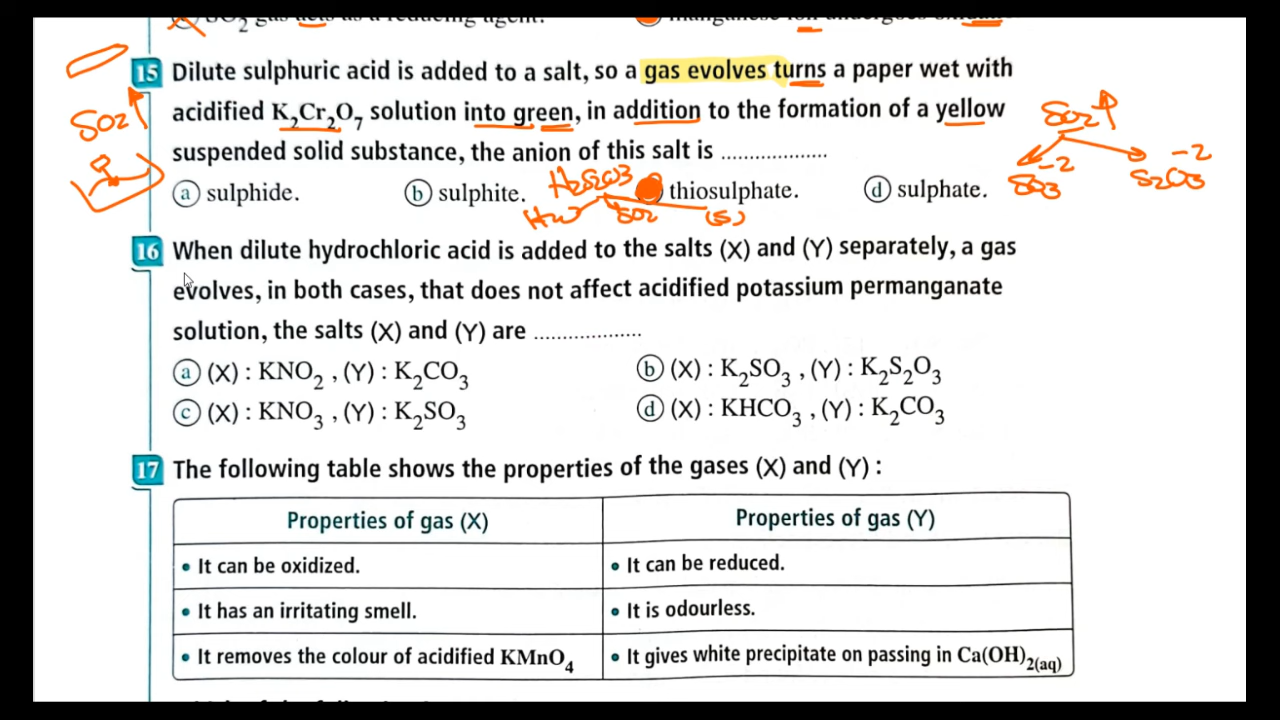 15 Dilute sulphuric acid is added to a salt, so a gas evolves turns a paper wet with
acidified K₂Cr₂O₇ solution into green, in addition to the formation of a yellow
suspended solid substance, the anion of this salt is ....................
SO2↑
SO2↑
SO3 -2
S2O3 -2
a sulphide. b sulphite. thiosulphate. d sulphate.
H2S2O3
SO2 (S)
16 When dilute hydrochloric acid is added to the salts (X) and (Y) separately, a gas
evolves, in both cases, that does not affect acidified potassium permanganate
solution, the salts (X) and (Y) are ....................
a (X) : KNO₂ , (Y) : K₂CO₃ b (X) : K₂SO₃ , (Y) : K₂S₂O₃
c (X) : KNO₃ , (Y) : K₂SO₃ d (X) : KHCO₃ , (Y) : K₂CO₃
17 The following table shows the properties of the gases (X) and (Y) :
Properties of gas (X) Properties of gas (Y)
• It can be oxidized. • It can be reduced.
• It has an irritating smell. • It is odourless.
• It removes the colour of acidified KMnO₄ • It gives white precipitate on passing in Ca(OH)₂(aq)